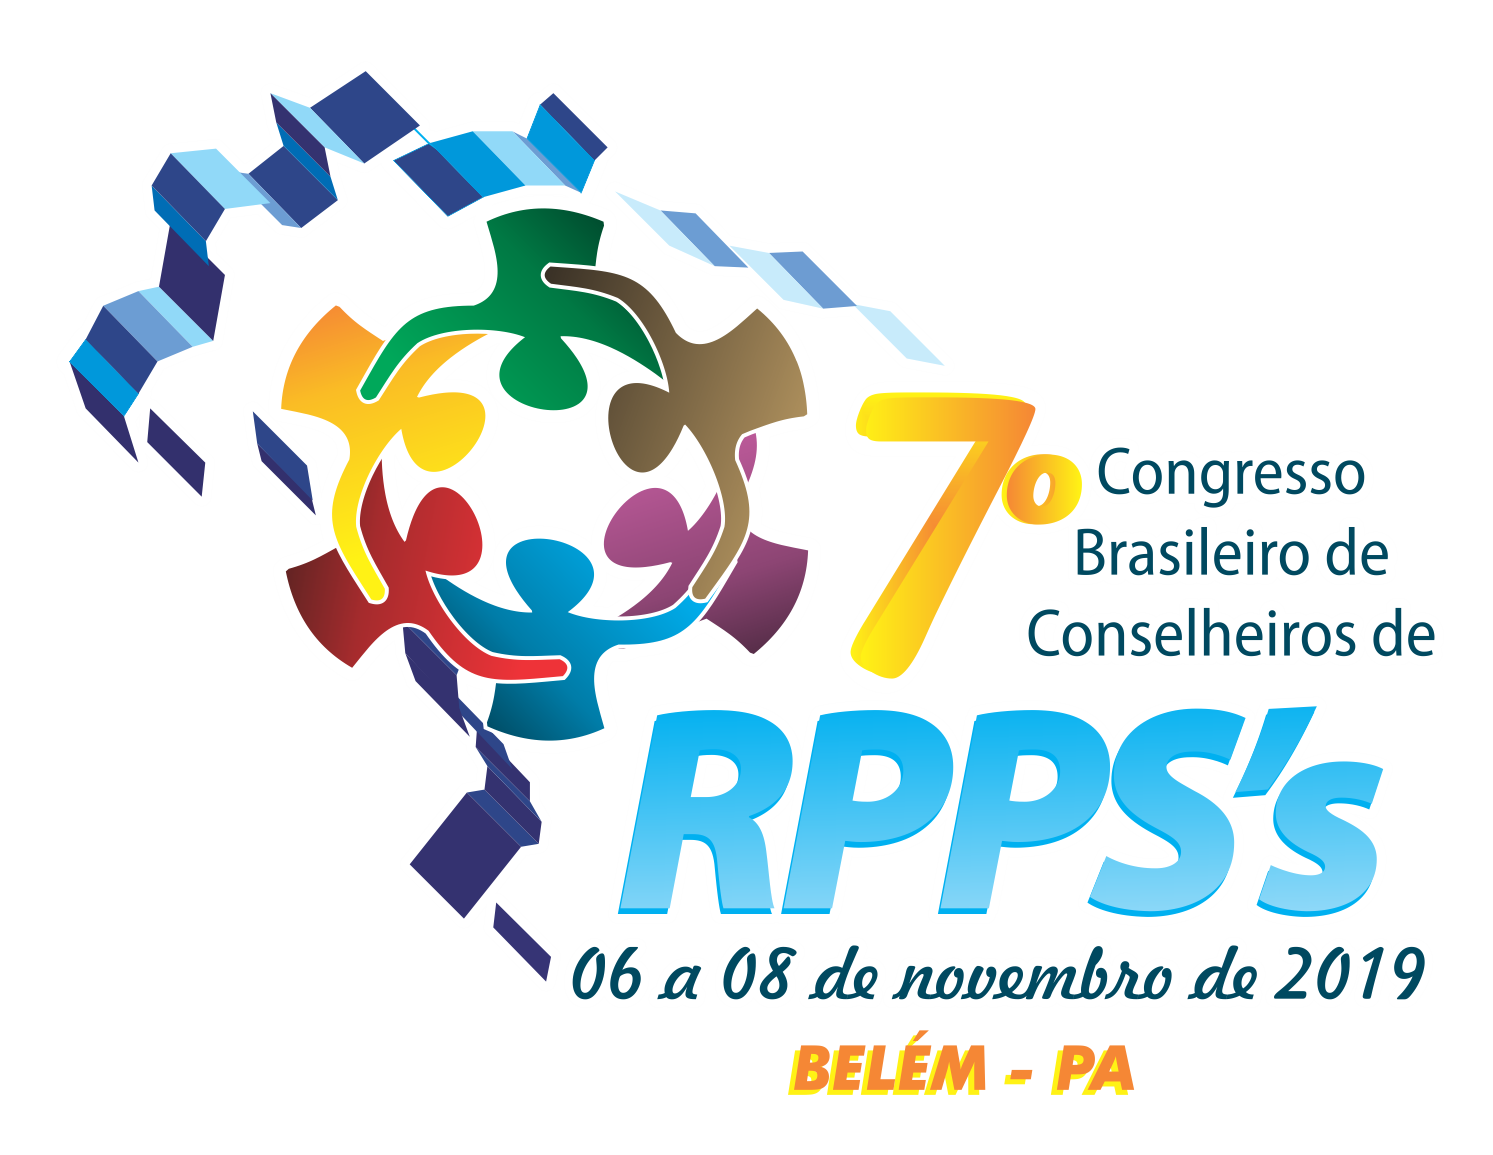 7º Congresso
Brasileiro de
Conselheiros de
RPPS's
06 a 08 de novembro de 2019
BELÉM - PA